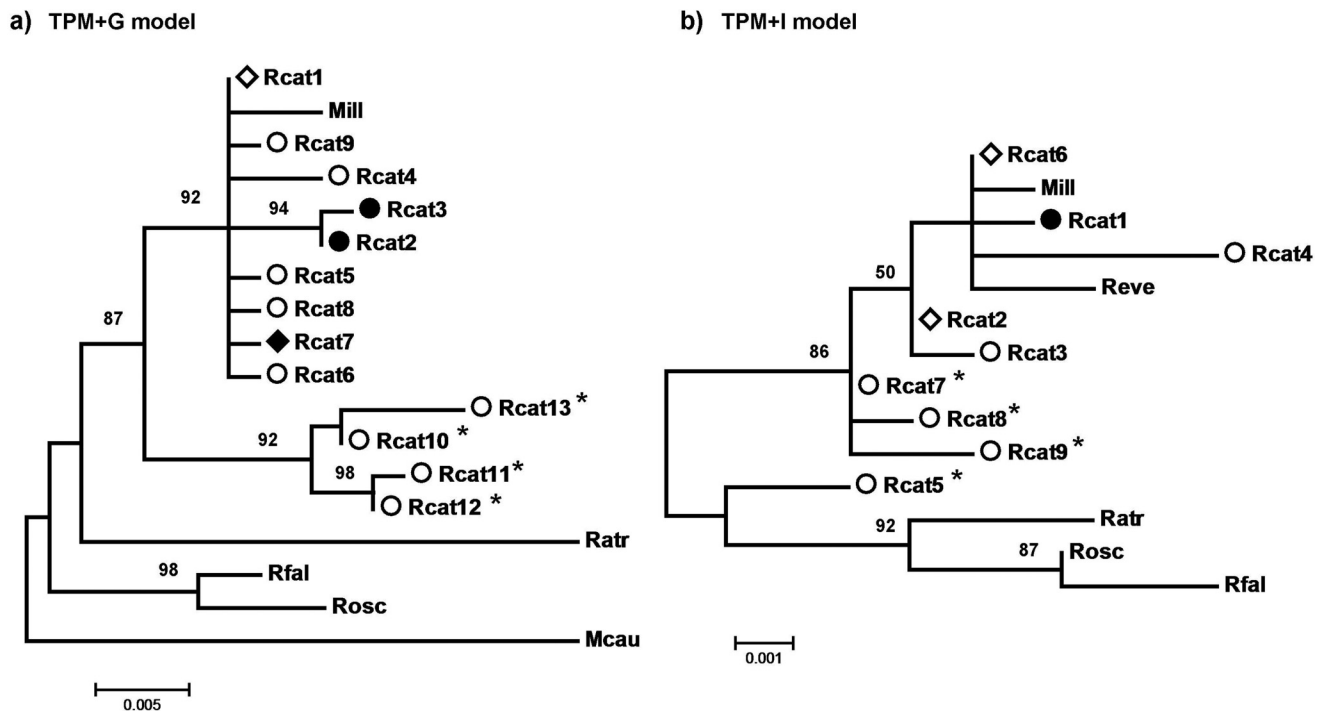 a) TPM+G model
Rcat1
Mill
Rcat9
Rcat4
92
94
Rcat3
Rcat2
Rcat5
Rcat8
87
Rcat7
Rcat6
Rcat13 *
92
Rcat10 *
98
Rcat11 *
Rcat12 *
Ratr
98
Rfal
Rosc
Mcau
0.005
b) TPM+I model
Rcat6
Mill
Rcat1
Rcat4
50
Reve
Rcat2
86
Rcat3
Rcat7 *
Rcat8 *
Rcat9 *
Rcat5 *
92
Ratr
87
Rosc
Rfal
0.001